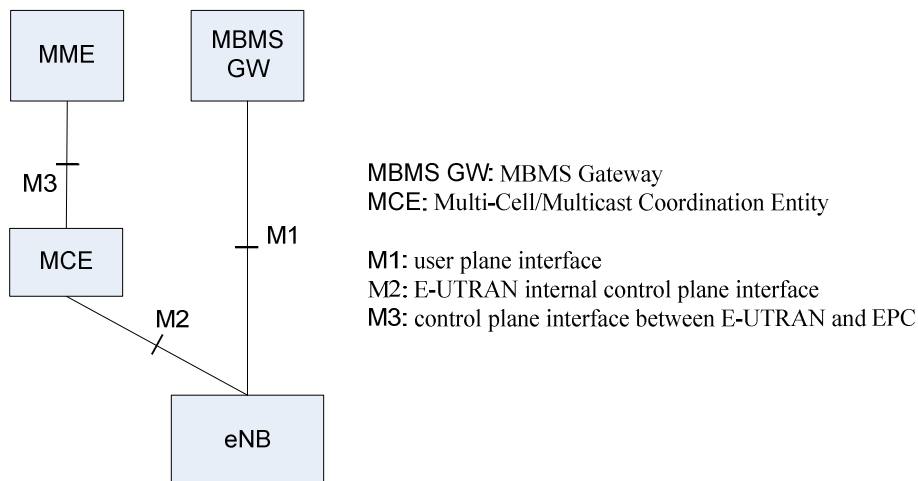 MME
MBMS
GW
M3
MCE
M1
M2
eNB
MBMS GW: MBMS Gateway
MCE: Multi-Cell/Multicast Coordination Entity
M1: user plane interface
M2: E-UTRAN internal control plane interface
M3: control plane interface between E-UTRAN and EPC